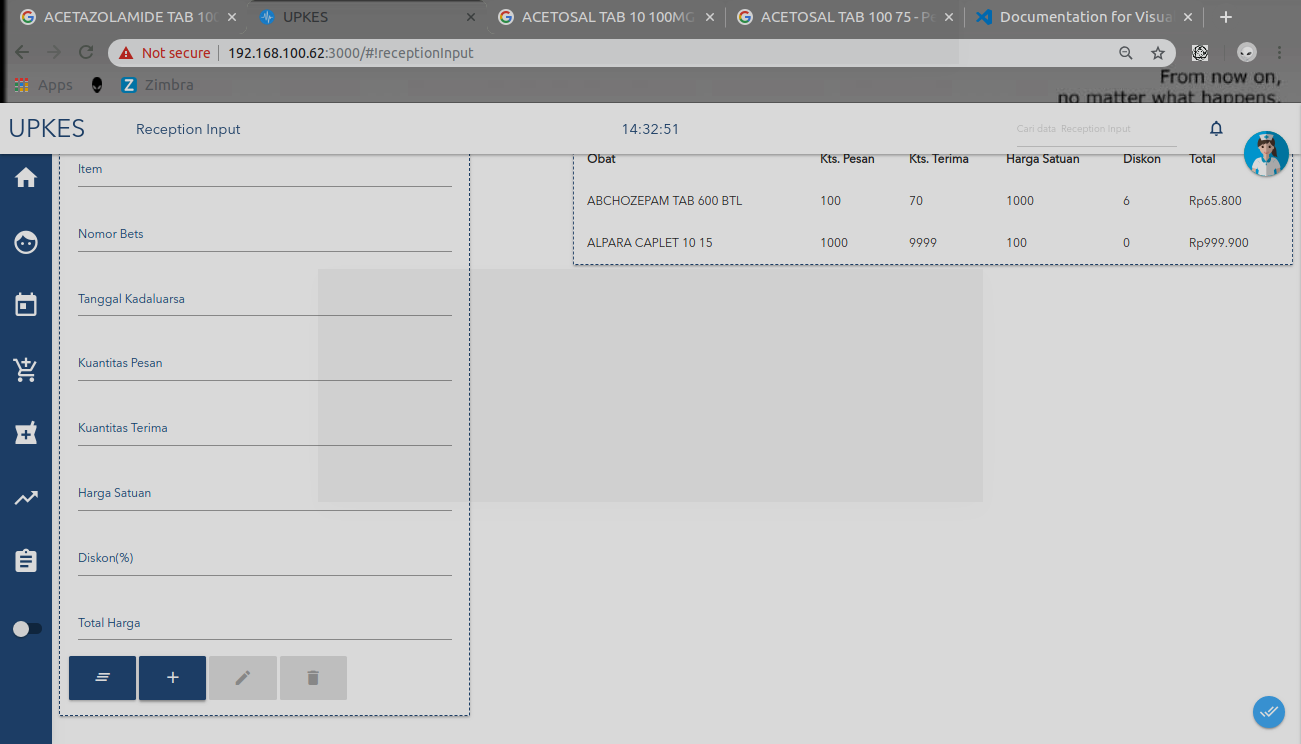 ACETAZOLAMIDE TAB 100
UPKES
ACETOSAL TAB 10 100MG
ACETOSAL TAB 100 75 - Pe
Documentation for Visua
Not secure
192.168.100.62:3000/#!receptionInput
Apps
Zimbra
From now on,
no matter what happens,
UPKES
Reception Input
14:32:51
Cari data Reception Input
Item
Nomor Bets
Tanggal Kadaluarsa
Kuantitas Pesan
Kuantitas Terima
Harga Satuan
Diskon(%)
Total Harga
Obat Kts. Pesan Kts. Terima Harga Satuan Diskon Total
ABCHOZEPAM TAB 600 BTL 100 70 1000 6 Rp65.800
ALPARA CAPLET 10 15 1000 9999 100 0 Rp999.900